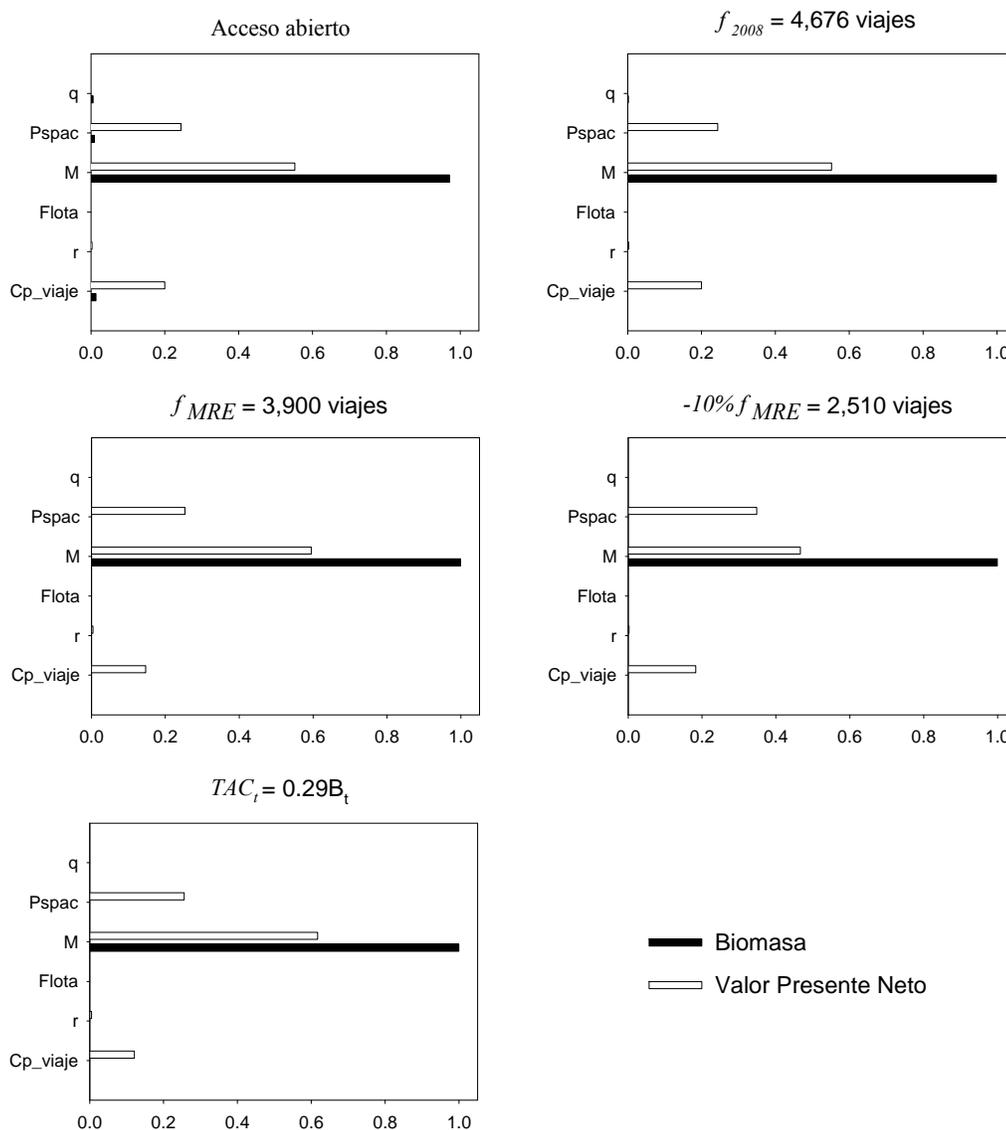 Acceso abierto
q
Pspac
M
Flota
r
Cp_viaje
0.0 0.2 0.4 0.6 0.8 1.0
f 2008 = 4,676 viajes
q
Pspac
M
Flota
r
Cp_viaje
0.0 0.2 0.4 0.6 0.8 1.0
f MRE = 3,900 viajes
q
Pspac
M
Flota
r
Cp_viaje
0.0 0.2 0.4 0.6 0.8 1.0
-10% f MRE = 2,510 viajes
q
Pspac
M
Flota
r
Cp_viaje
0.0 0.2 0.4 0.6 0.8 1.0
TACt = 0.29Bt
q
Pspac
M
Flota
r
Cp_viaje
0.0 0.2 0.4 0.6 0.8 1.0
Biomasa
Valor Presente Neto